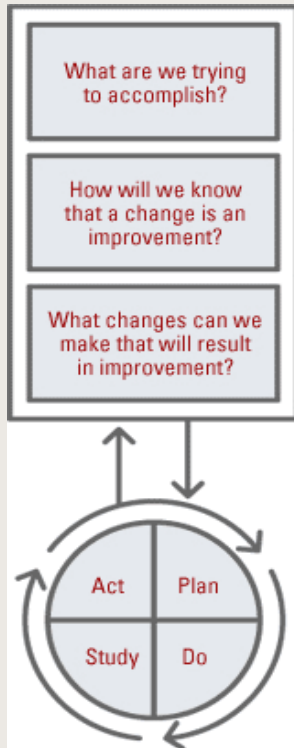 What are we trying
to accomplish?
How will we know
that a change is an
improvement?
What changes can we
make that will result
in improvement?
Act
Plan
Study
Do